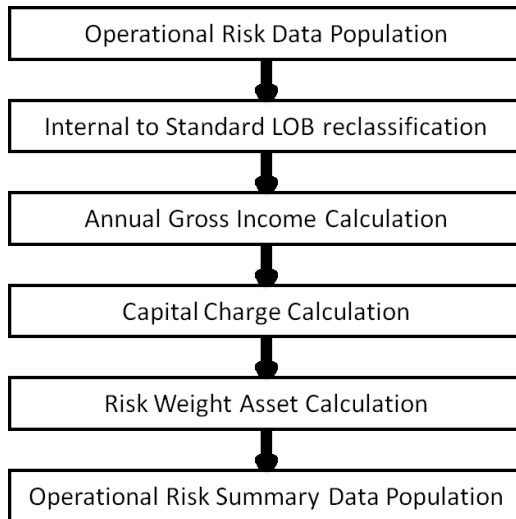 Operational Risk Data Population
Internal to Standard LOB reclassification
Annual Gross Income Calculation
Capital Charge Calculation
Risk Weight Asset Calculation
Operational Risk Summary Data Population